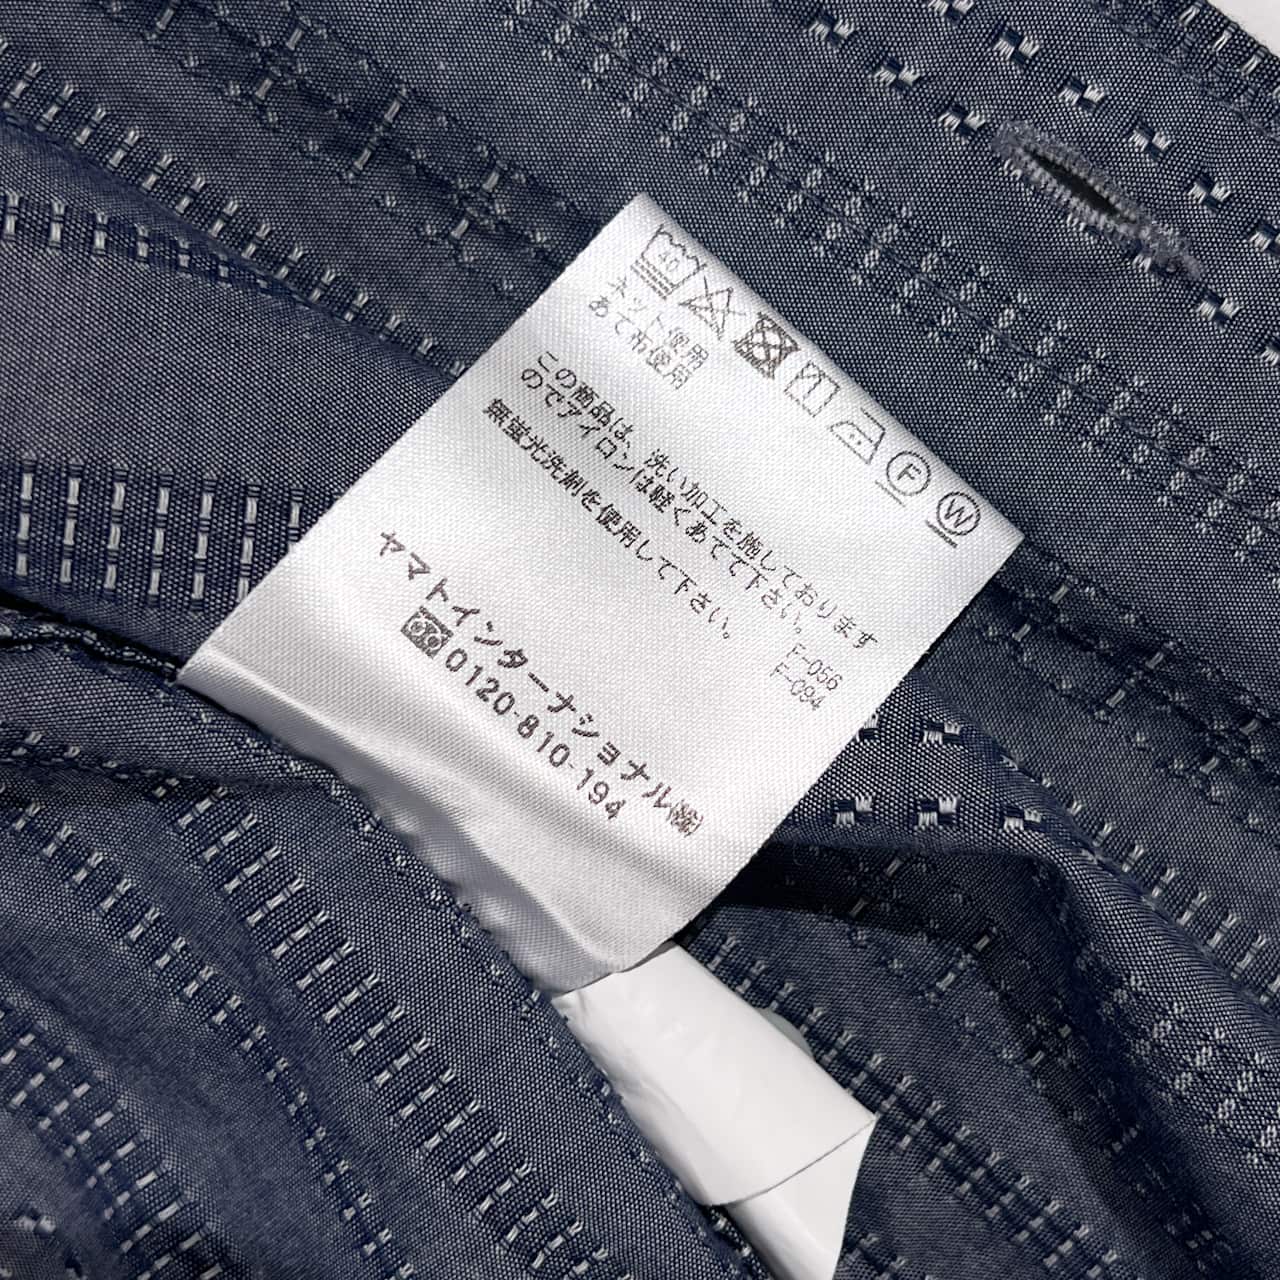 40
F
W
ネット使用
あて布使用
この商品は、洗い加工を施しております
のでアイロンは軽くあてて下さい。
無蛍光洗剤を使用して下さい。
F-056
F-094
ヤマトインターナショナル㈱
0120-810-194